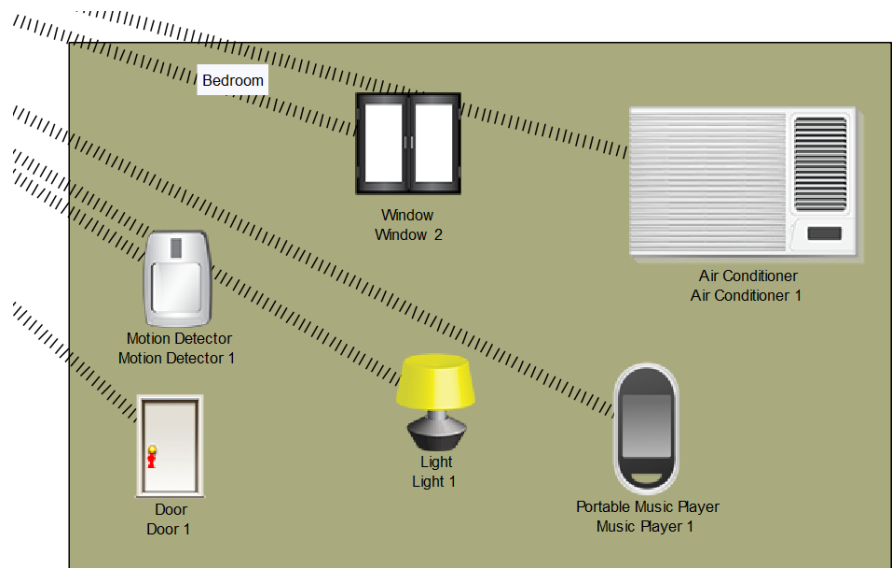 Bedroom
Window
Window 2
Air Conditioner
Air Conditioner 1
Motion Detector
Motion Detector 1
Light
Light 1
Portable Music Player
Music Player 1
Door
Door 1